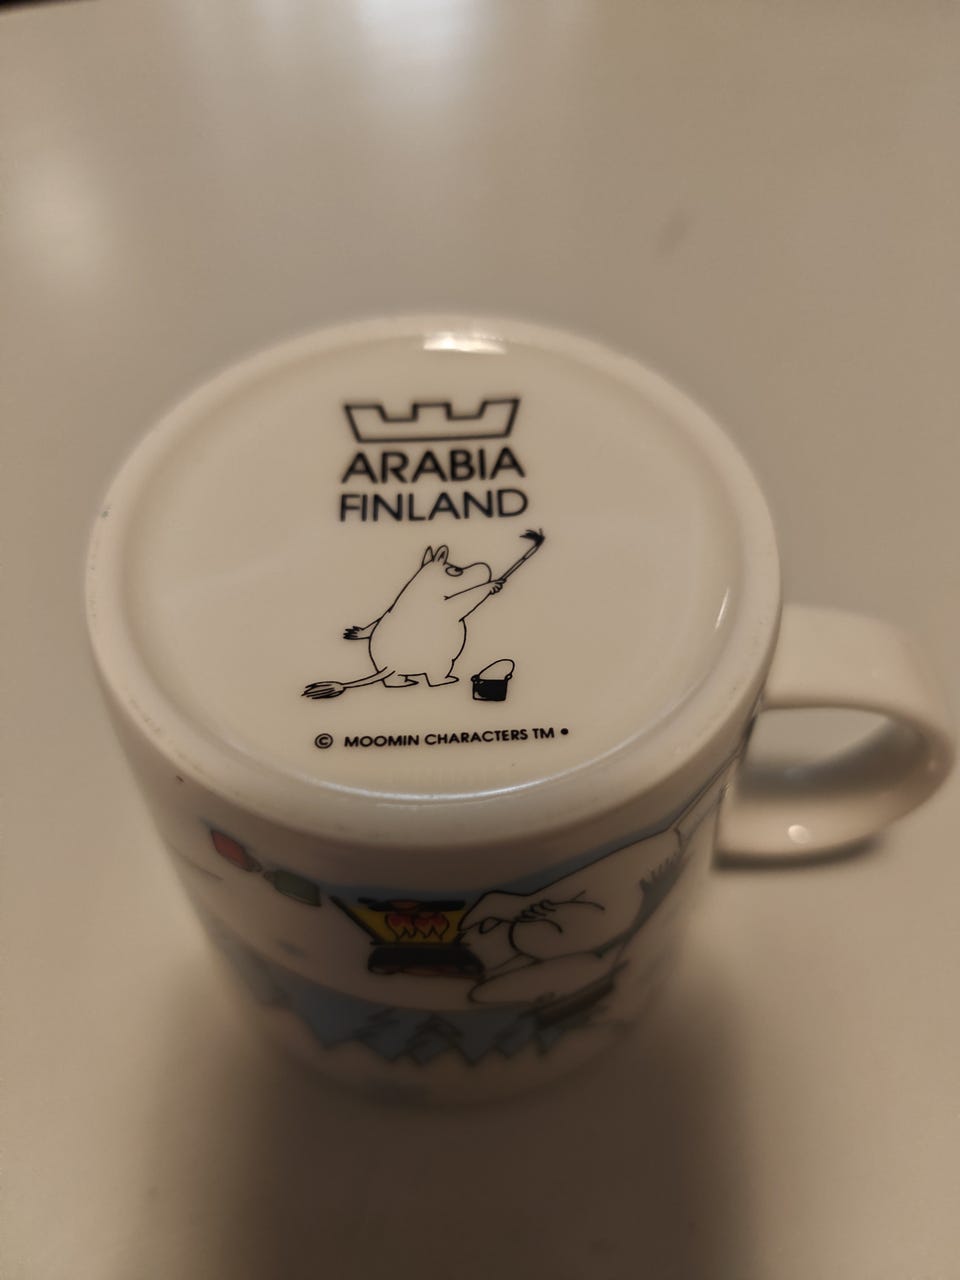 ARABIA
FINLAND
© MOOMIN CHARACTERS TM •